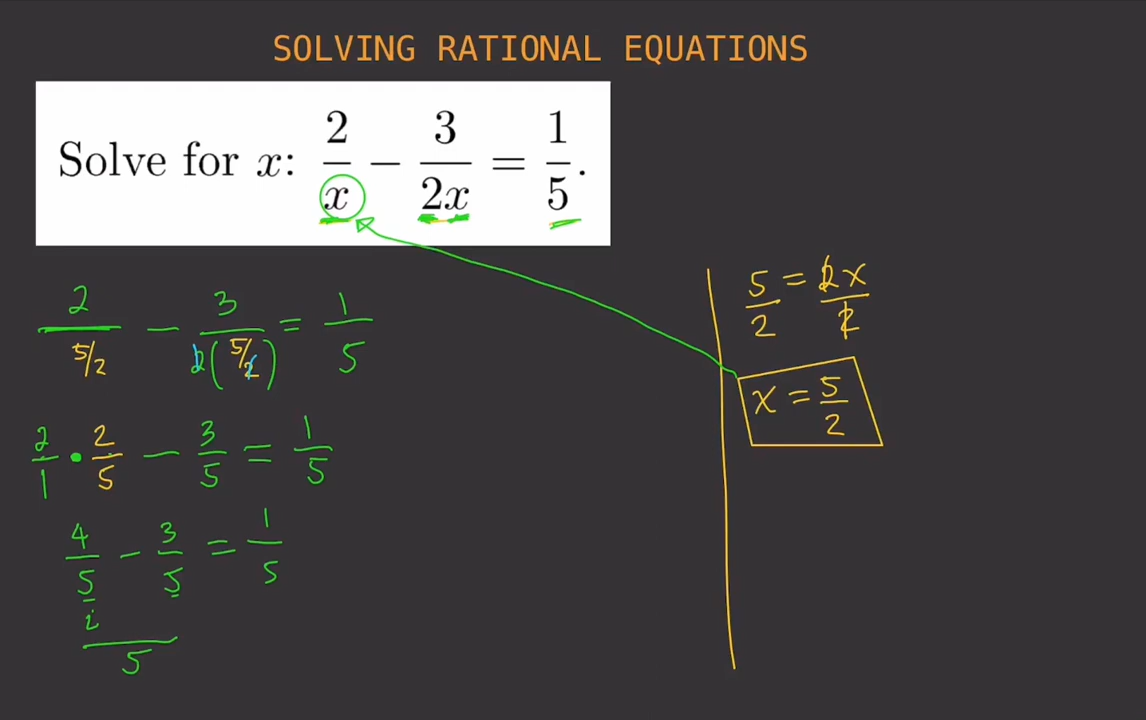 SOLVING RATIONAL EQUATIONS
Solve for x: 2/x − 3/2x = 1/5.
2/(5/2) − 3/(2(5/2)) = 1/5
2/1 • 2/5 − 3/5 = 1/5
4/5 − 3/5 = 1/5
/5
5/2 = 2x/2
x = 5/2